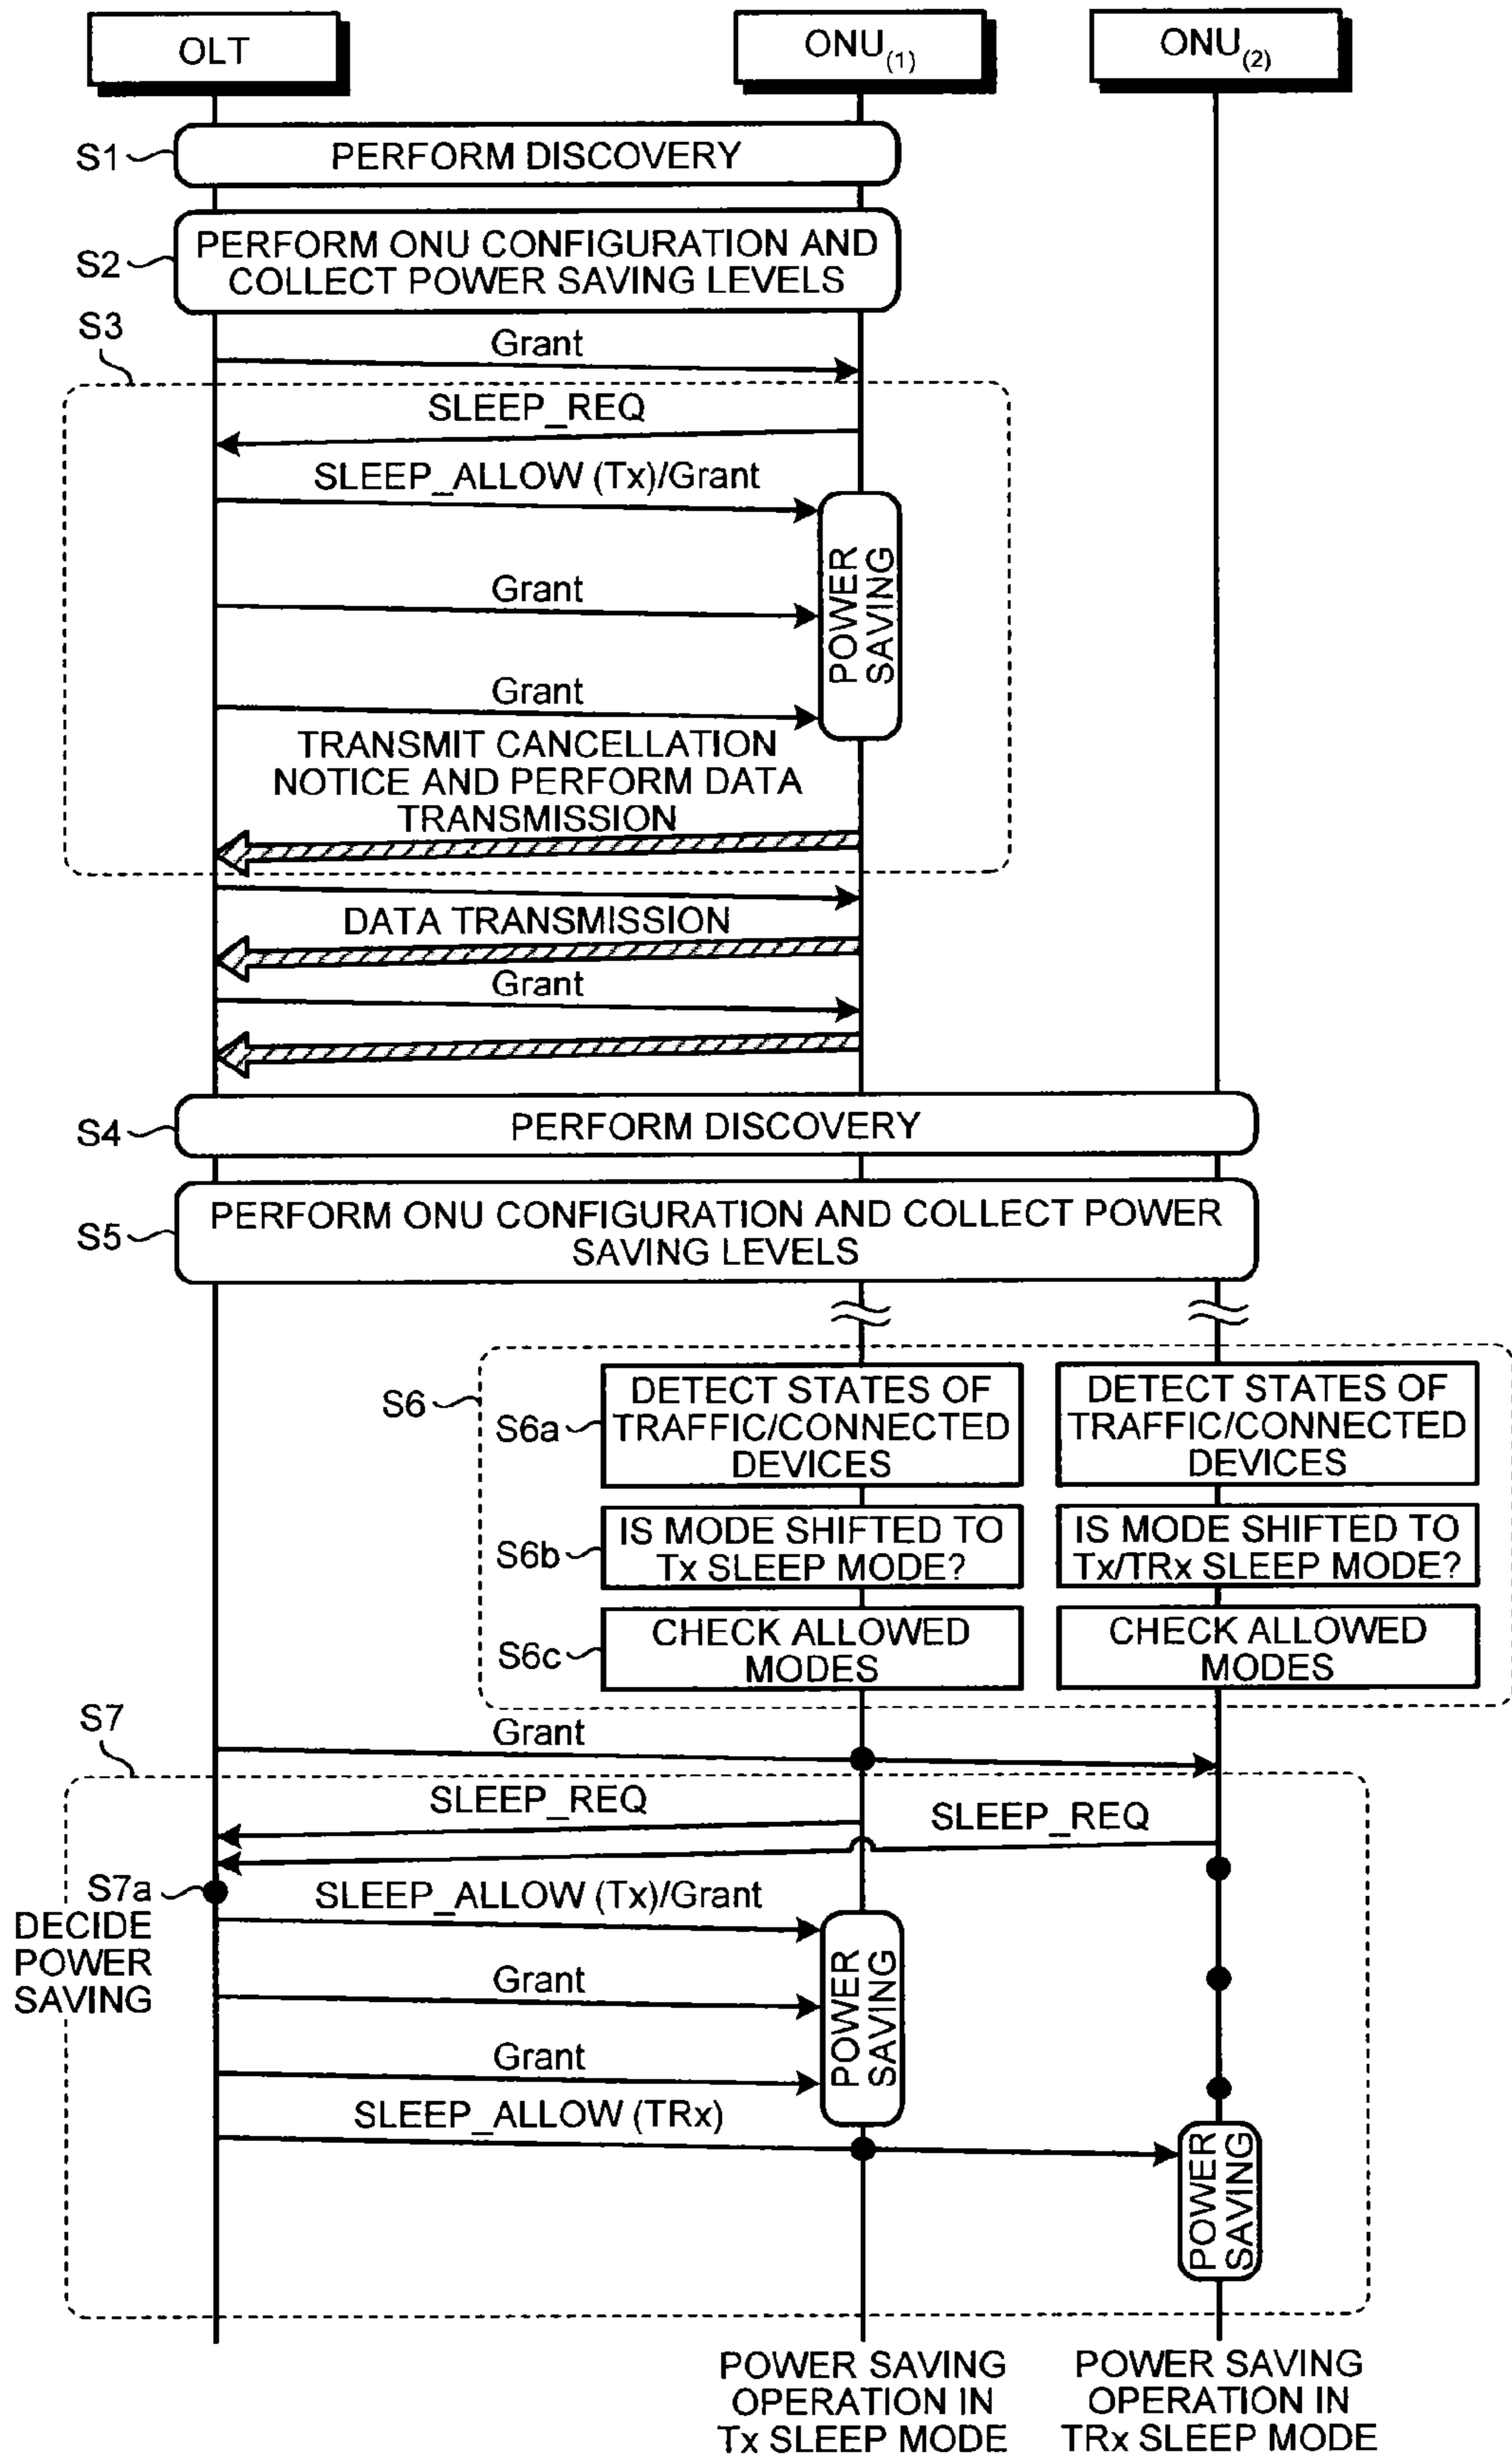 OLT
ONU(1)
ONU(2)
S1
PERFORM DISCOVERY
S2
PERFORM ONU CONFIGURATION AND
COLLECT POWER SAVING LEVELS
S3
Grant
SLEEP_REQ
SLEEP_ALLOW (Tx)/Grant
POWER
SAVING
Grant
Grant
TRANSMIT CANCELLATION
NOTICE AND PERFORM DATA
TRANSMISSION
DATA TRANSMISSION
Grant
S4
PERFORM DISCOVERY
S5
PERFORM ONU CONFIGURATION AND COLLECT POWER
SAVING LEVELS
S6
S6a
DETECT STATES OF
TRAFFIC/CONNECTED
DEVICES
DETECT STATES OF
TRAFFIC/CONNECTED
DEVICES
S6b
IS MODE SHIFTED TO
Tx SLEEP MODE?
IS MODE SHIFTED TO
Tx/TRx SLEEP MODE?
S6c
CHECK ALLOWED
MODES
CHECK ALLOWED
MODES
S7
Grant
SLEEP_REQ
SLEEP_REQ
S7a
DECIDE
POWER
SAVING
SLEEP_ALLOW (Tx)/Grant
POWER
SAVING
Grant
Grant
SLEEP_ALLOW (TRx)
POWER
SAVING
POWER SAVING
OPERATION IN
Tx SLEEP MODE
POWER SAVING
OPERATION IN
TRx SLEEP MODE